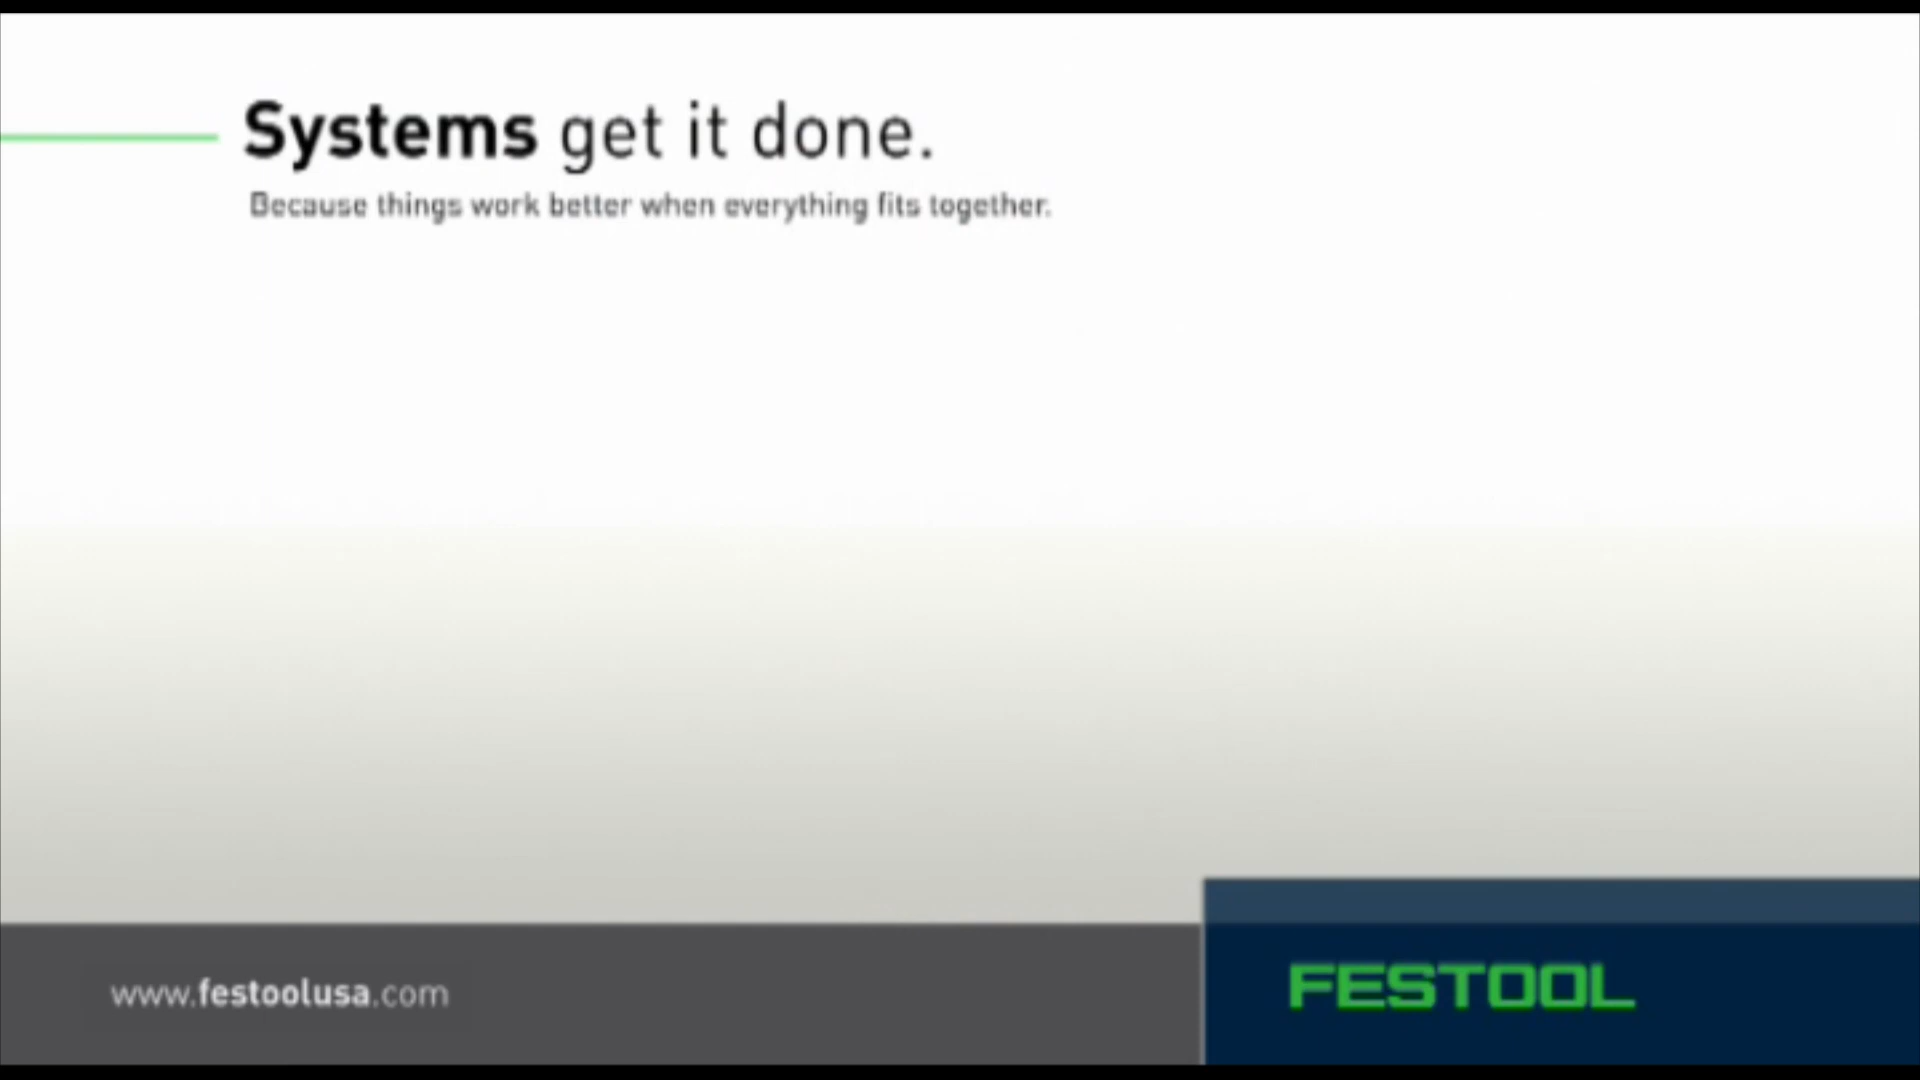 Systems get it done.
Because things work better when everything fits together.
www.festoolusa.com
FESTOOL